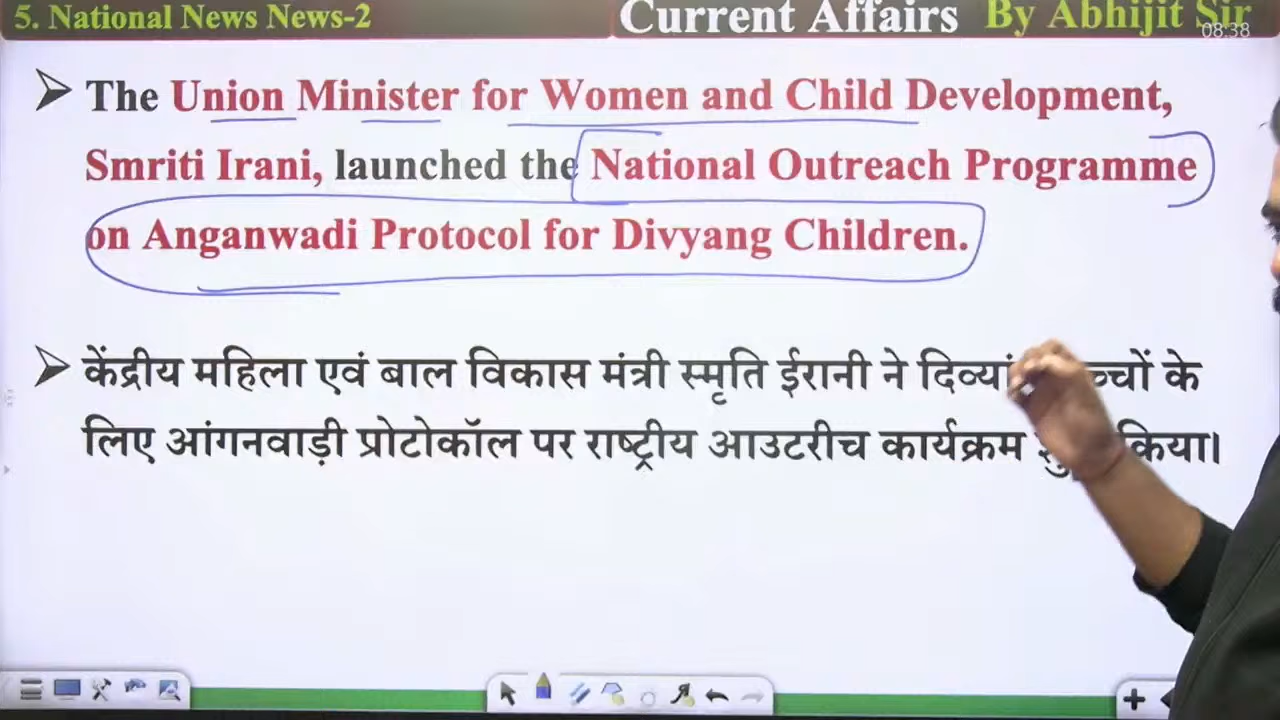 5. National News News-2
Current Affairs By Abhijit Sir
08:38
The Union Minister for Women and Child Development,
Smriti Irani, launched the National Outreach Programme
on Anganwadi Protocol for Divyang Children.
केंद्रीय महिला एवं बाल विकास मंत्री स्मृति ईरानी ने के
लिए आंगनवाड़ी प्रोटोकॉल पर राष्ट्रीय आउटरीच कार्यक्रम किया।